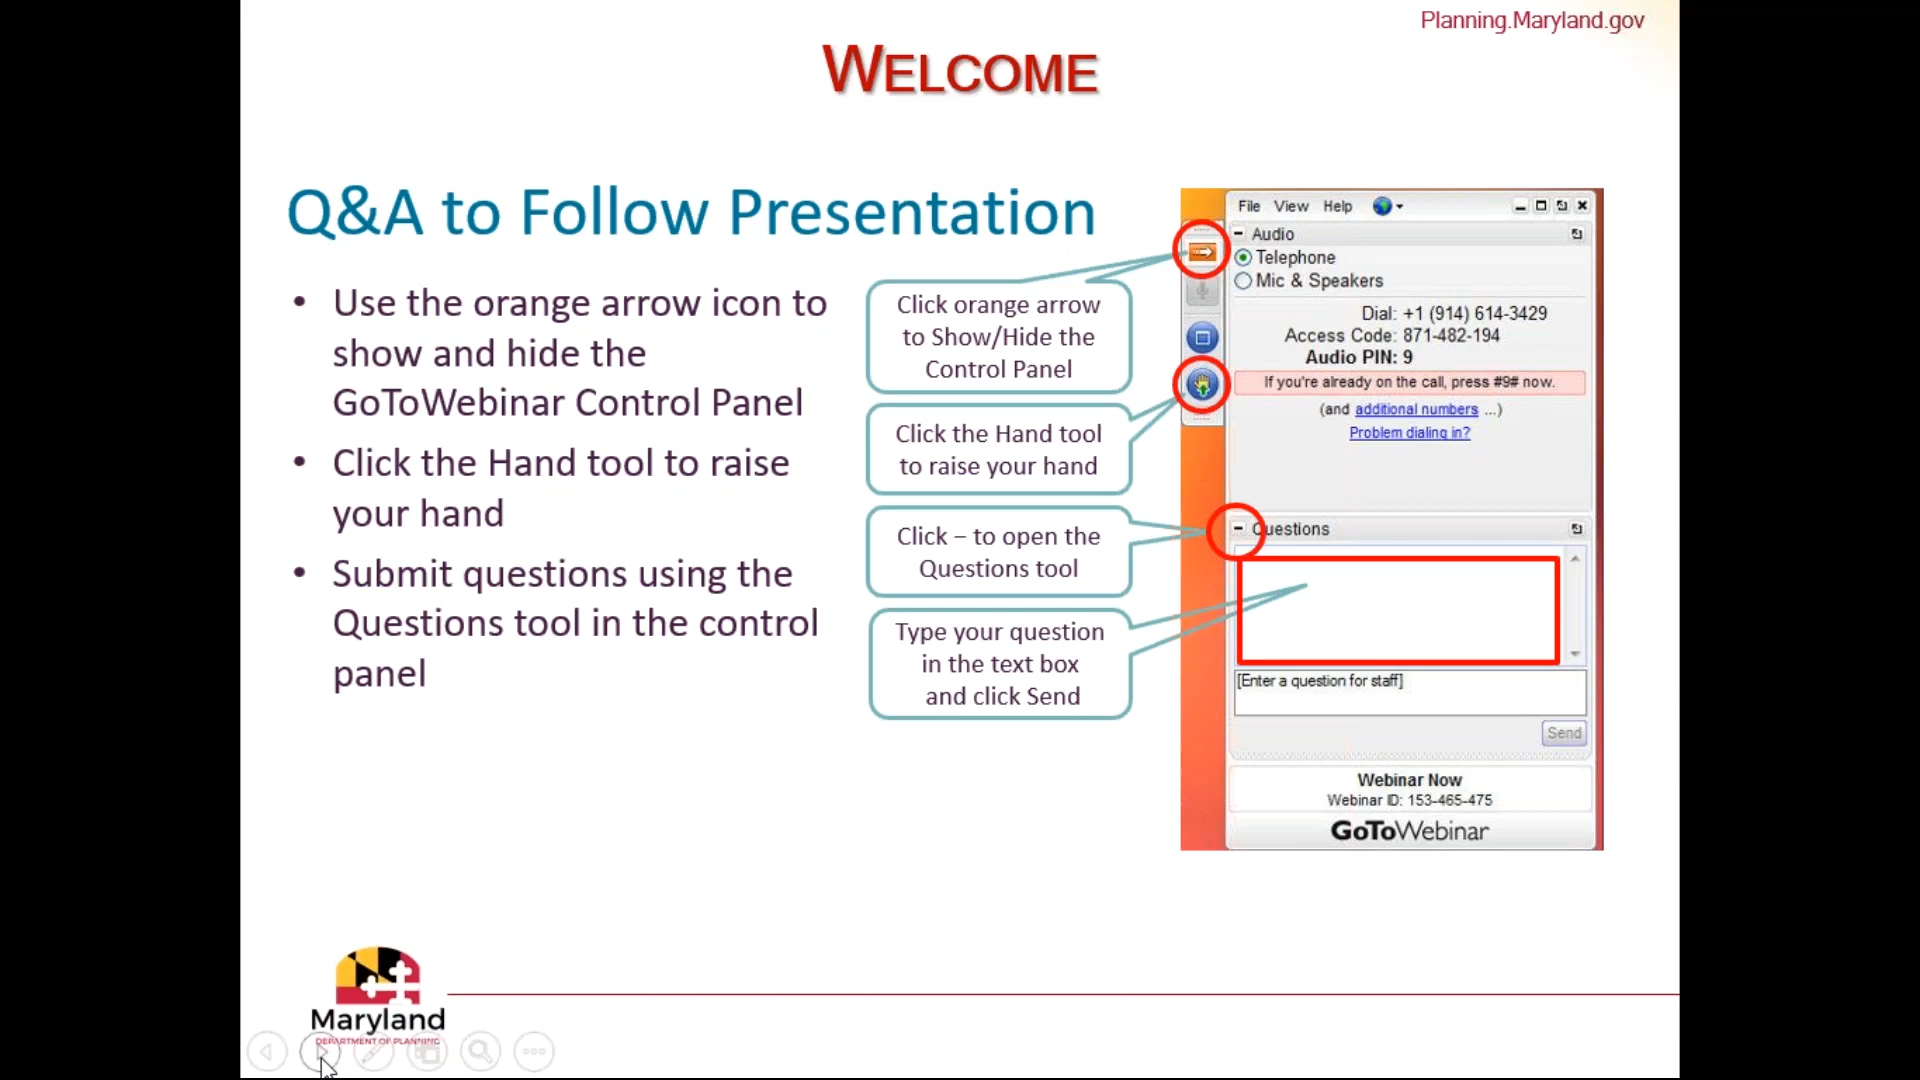 Planning.Maryland.gov
WELCOME
Q&A to Follow Presentation
• Use the orange arrow icon to
show and hide the
GoToWebinar Control Panel
• Click the Hand tool to raise
your hand
• Submit questions using the
Questions tool in the control
panel
Click orange arrow
to Show/Hide the
Control Panel
Click the Hand tool
to raise your hand
Click – to open the
Questions tool
Type your question
in the text box
and click Send
File View Help
Audio
Telephone
Mic & Speakers
Dial: +1 (914) 614-3429
Access Code: 871-482-194
Audio PIN: 9
If you're already on the call, press #9# now.
(and additional numbers ...)
Problem dialing in?
Questions
[Enter a question for staff]
Send
Webinar Now
Webinar ID: 153-465-475
GoToWebinar
Maryland
DEPARTMENT OF PLANNING